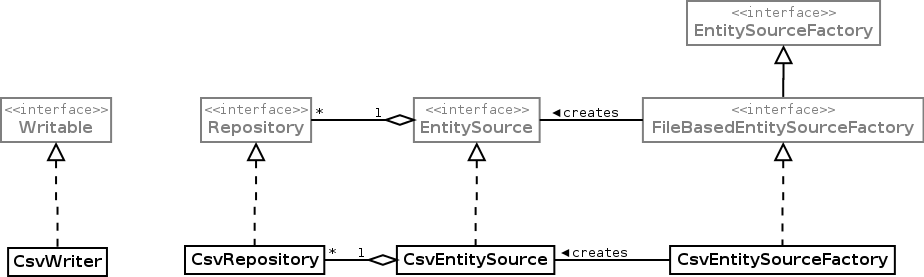 <<interface>>
EntitySourceFactory
<<interface>>
Writable
<<interface>>
Repository
* 1
<<interface>>
EntitySource
◀creates
<<interface>>
FileBasedEntitySourceFactory
CsvWriter
CsvRepository
* 1
CsvEntitySource
◀creates
CsvEntitySourceFactory